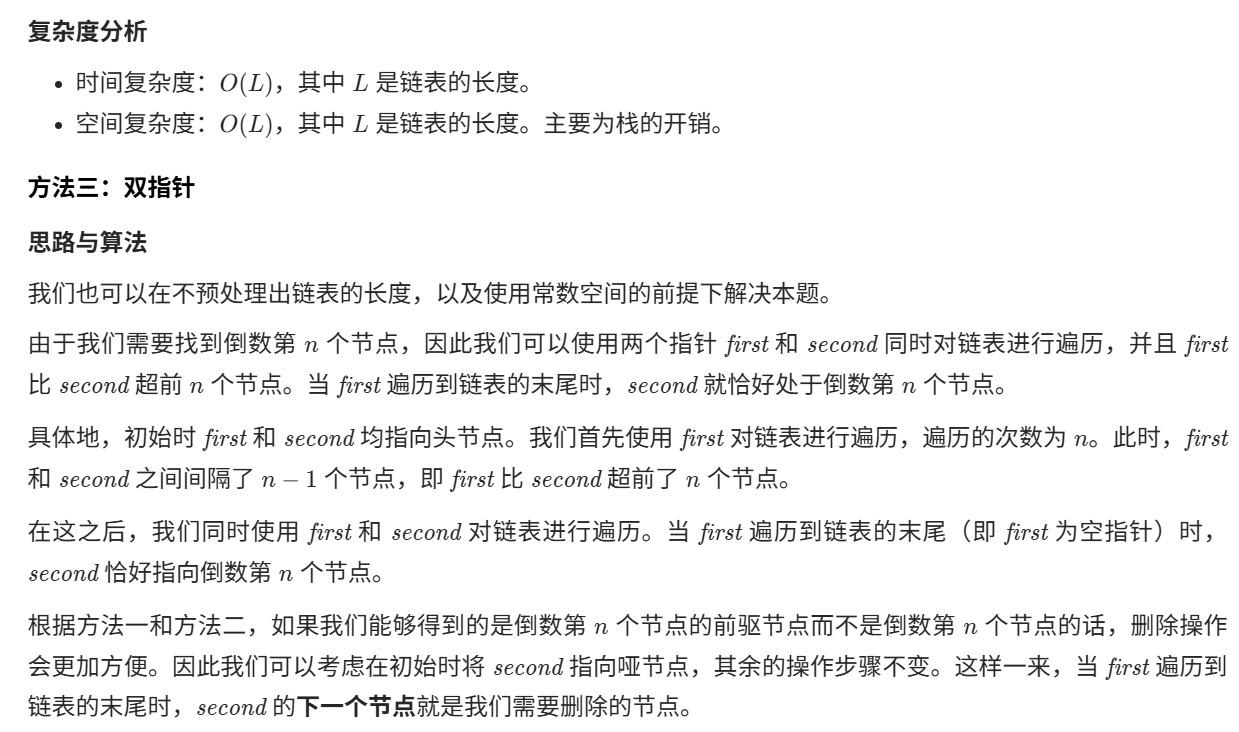 复杂度分析
• 时间复杂度：O(L)，其中 L 是链表的长度。
• 空间复杂度：O(L)，其中 L 是链表的长度。主要为栈的开销。
方法三：双指针
思路与算法
我们也可以在不预处理出链表的长度，以及使用常数空间的前提下解决本题。
由于我们需要找到倒数第 n 个节点，因此我们可以使用两个指针 first 和 second 同时对链表进行遍历，并且 first
比 second 超前 n 个节点。当 first 遍历到链表的末尾时，second 就恰好处于倒数第 n 个节点。
具体地，初始时 first 和 second 均指向头节点。我们首先使用 first 对链表进行遍历，遍历的次数为 n。此时，first
和 second 之间间隔了 n − 1 个节点，即 first 比 second 超前了 n 个节点。
在这之后，我们同时使用 first 和 second 对链表进行遍历。当 first 遍历到链表的末尾（即 first 为空指针）时，
second 恰好指向倒数第 n 个节点。
根据方法一和方法二，如果我们能够得到的是倒数第 n 个节点的前驱节点而不是倒数第 n 个节点的话，删除操作
会更加方便。因此我们可以考虑在初始时将 second 指向哑节点，其余的操作步骤不变。这样一来，当 first 遍历到
链表的末尾时，second 的下一个节点就是我们需要删除的节点。